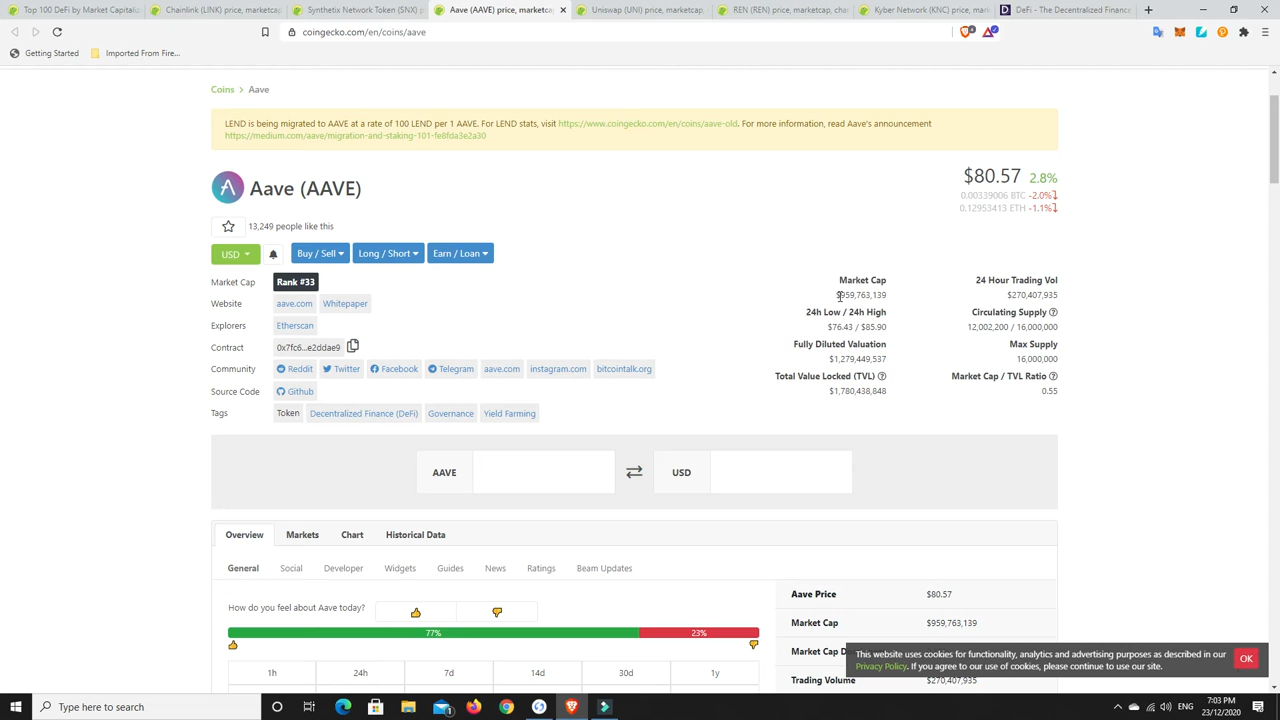 Top 100 DeFi by Market Capitaliz
Chainlink (LINK) price, marketcap
Synthetix Network Token (SNX) p
Aave (AAVE) price, marketcap,
Uniswap (UNI) price, marketcap,
REN (REN) price, marketcap, cha
Kyber Network (KNC) price, mark
DeFi - The Decentralized Finance
coingecko.com/en/coins/aave
Getting Started
Imported From Fire...
Coins > Aave
LEND is being migrated to AAVE at a rate of 100 LEND per 1 AAVE. For LEND stats, visit https://www.coingecko.com/en/coins/aave-old. For more information, read Aave's announcement
https://medium.com/aave/migration-and-staking-101-fe8fda3e2a30
Aave (AAVE)
$80.57 2.8%
0.00339006 BTC -2.0%
0.12953413 ETH -1.1%
13,249 people like this
USD
Buy / Sell
Long / Short
Earn / Loan
Market Cap Rank #33
Website aave.com Whitepaper
Explorers Etherscan
Contract 0x7fc6...e2ddae9
Community Reddit Twitter Facebook Telegram aave.com instagram.com bitcointalk.org
Source Code Github
Tags Token Decentralized Finance (DeFi) Governance Yield Farming
Market Cap 24 Hour Trading Vol
$959,763,139 $270,407,935
24h Low / 24h High Circulating Supply
$76.43 / $85.90 12,002,200 / 16,000,000
Fully Diluted Valuation Max Supply
$1,279,449,537 16,000,000
Total Value Locked (TVL) Market Cap / TVL Ratio
$1,780,438,848 0.55
AAVE USD
Overview Markets Chart Historical Data
General Social Developer Widgets Guides News Ratings Beam Updates
How do you feel about Aave today?
77% 23%
1h 24h 7d 14d 30d 1y
Aave Price $80.57
Market Cap $959,763,139
Market Cap D
Trading Volume $270,407,935
This website uses cookies for functionality, analytics and advertising purposes as described in our
Privacy Policy. If you agree to our use of cookies, please continue to use our site.
OK
Type here to search
ENG
7:03 PM
23/12/2020